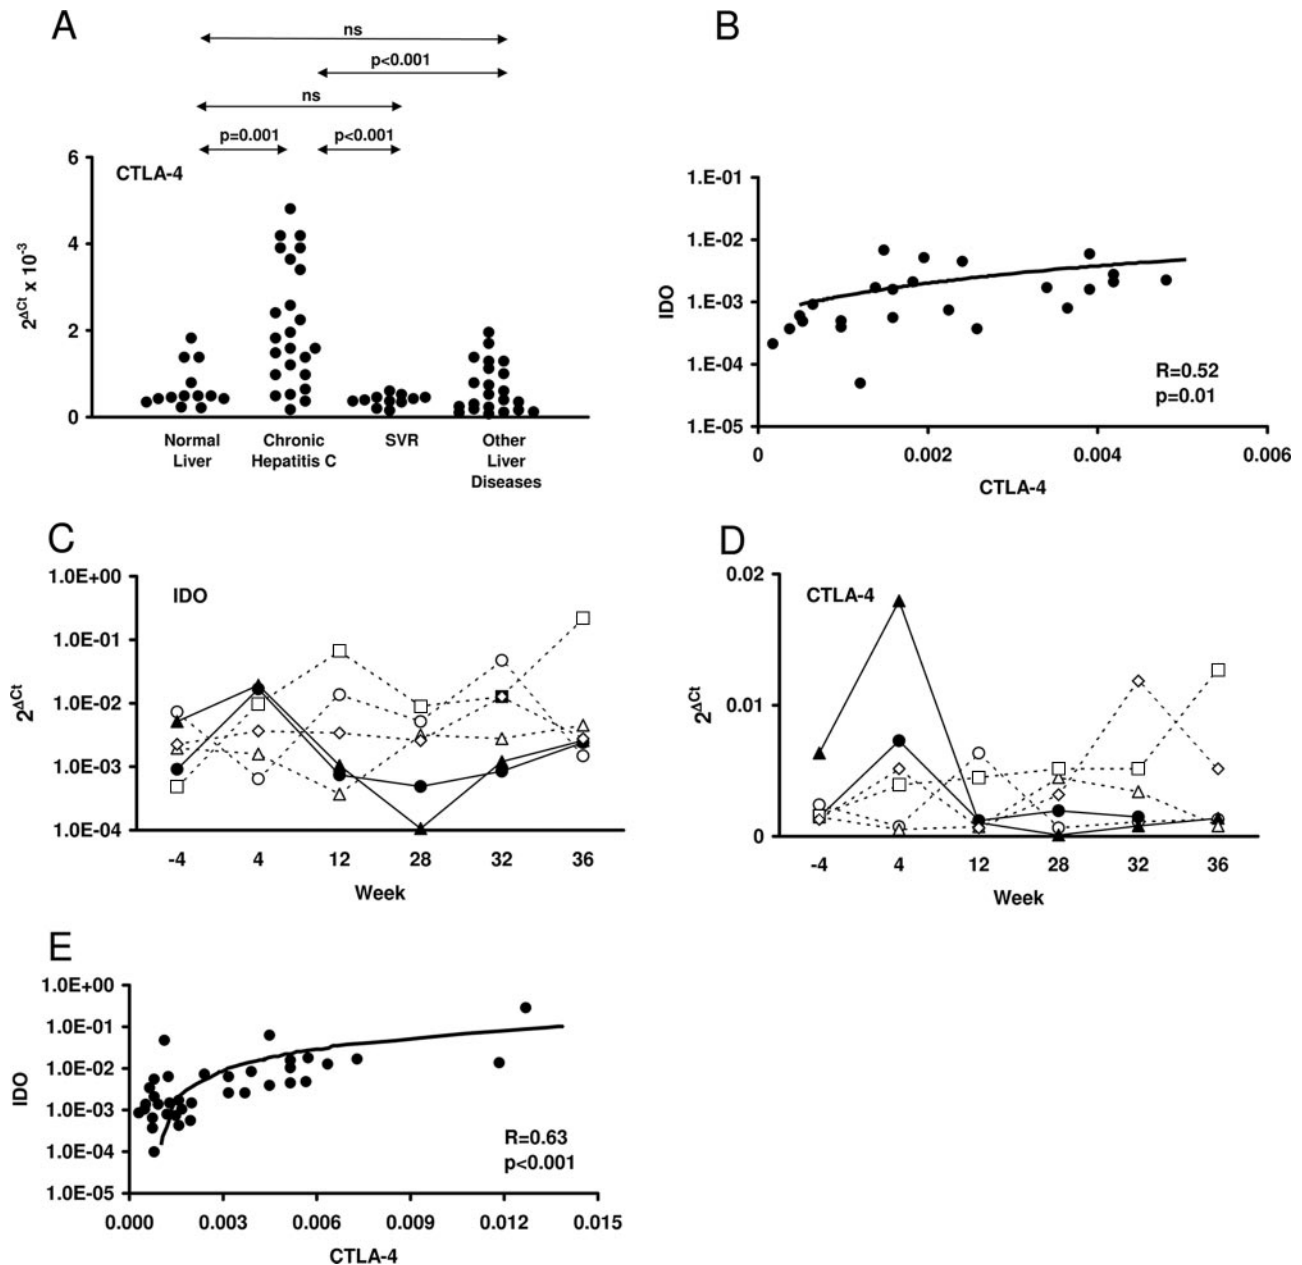 A
ns
p<0.001
ns
p=0.001
p<0.001
6
CTLA-4
4
2
0
2^ΔCt x 10^-3
Normal
Liver
Chronic
Hepatitis C
SVR
Other
Liver
Diseases
B
1.E-01
1.E-02
1.E-03
1.E-04
1.E-05
IDO
R=0.52
p=0.01
0
0.002
0.004
0.006
CTLA-4
C
1.0E+00
IDO
1.0E-01
1.0E-02
1.0E-03
1.0E-04
2^ΔCt
-4
4
12
28
32
36
Week
D
0.02
CTLA-4
0.01
0
2^ΔCt
-4
4
12
28
32
36
Week
E
1.0E+00
1.0E-01
1.0E-02
1.0E-03
1.0E-04
1.0E-05
IDO
R=0.63
p<0.001
0.000
0.003
0.006
0.009
0.012
0.015
CTLA-4